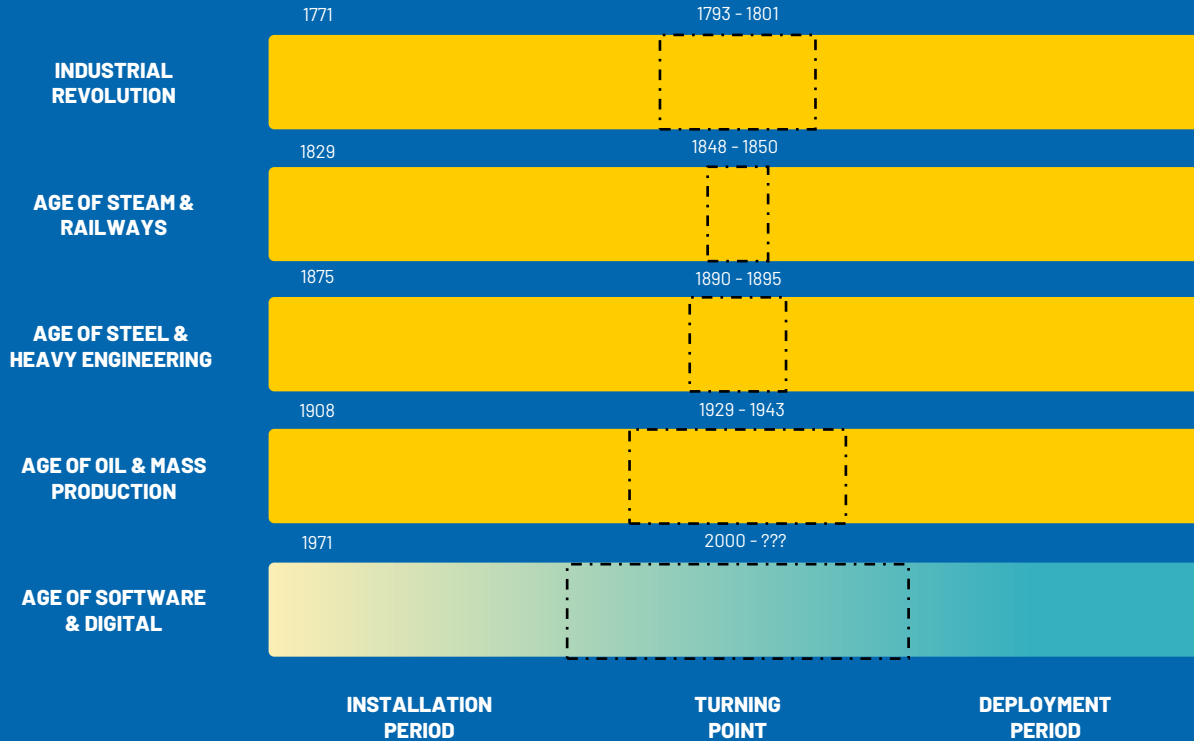 1771
1793 - 1801
INDUSTRIAL
REVOLUTION
1829
1848 - 1850
AGE OF STEAM &
RAILWAYS
1875
1890 - 1895
AGE OF STEEL &
HEAVY ENGINEERING
1908
1929 - 1943
AGE OF OIL & MASS
PRODUCTION
1971
2000 - ???
AGE OF SOFTWARE
& DIGITAL
INSTALLATION
PERIOD
TURNING
POINT
DEPLOYMENT
PERIOD